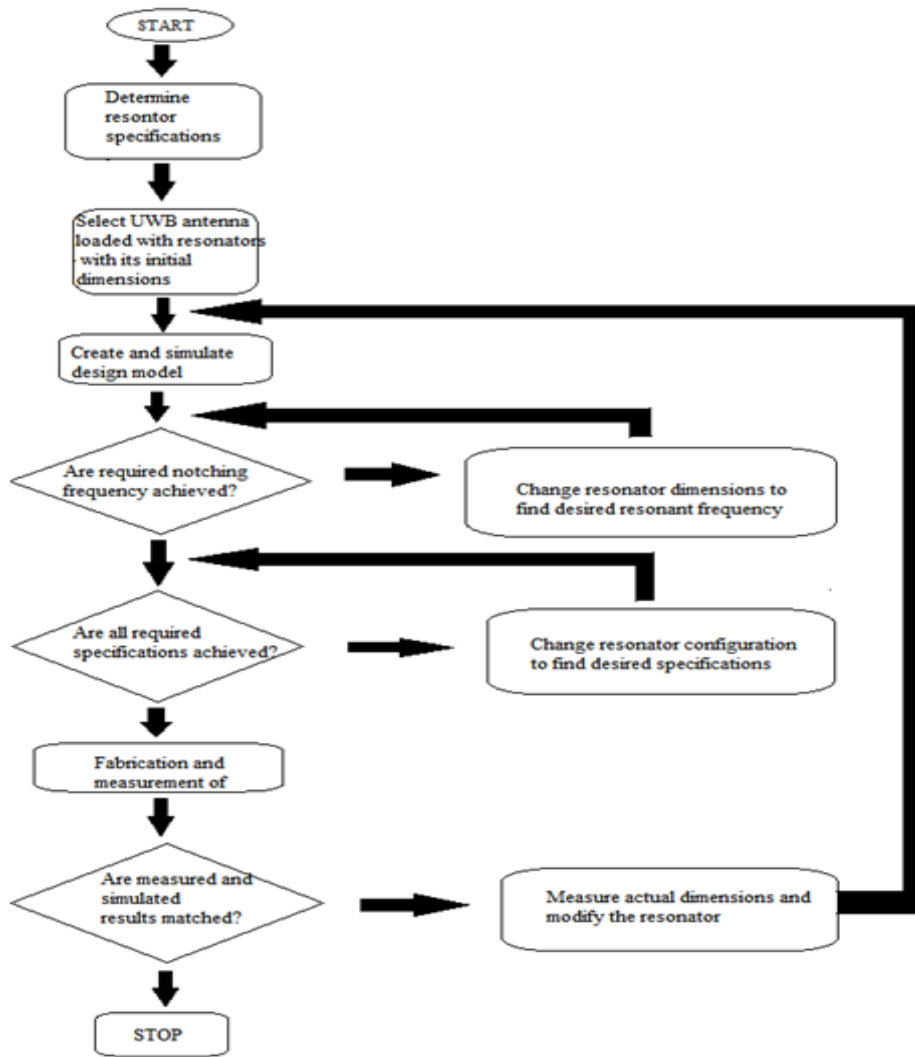 START
Determine
resontor
specifications
Select UWB antenna
loaded with resonators
with its initial
dimensions
Create and simulate
design model
Are required notching
frequency achieved?
Change resonator dimensions to
find desired resonant frequency
Are all required
specifications achieved?
Change resonator configuration
to find desired specifications
Fabrication and
measurement of
Are measured and
simulated
results matched?
Measure actual dimensions and
modify the resonator
STOP